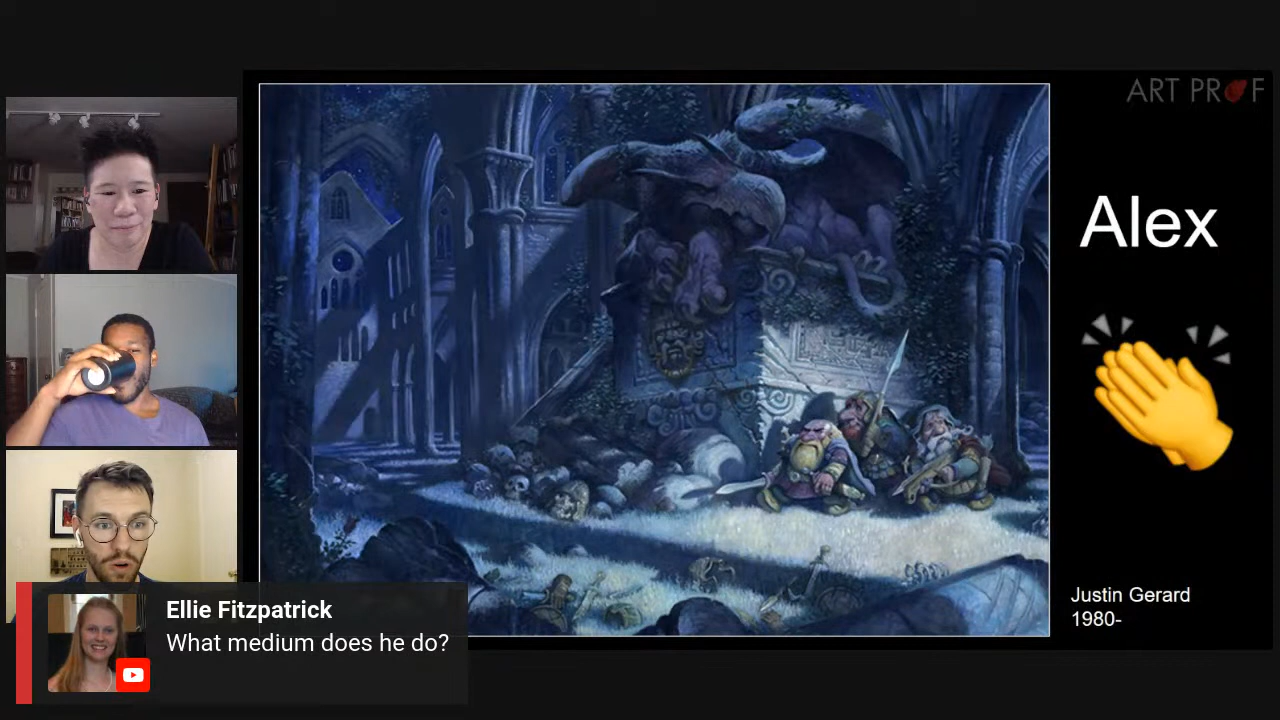 ART PROF
Alex
Justin Gerard
1980-
Ellie Fitzpatrick
What medium does he do?